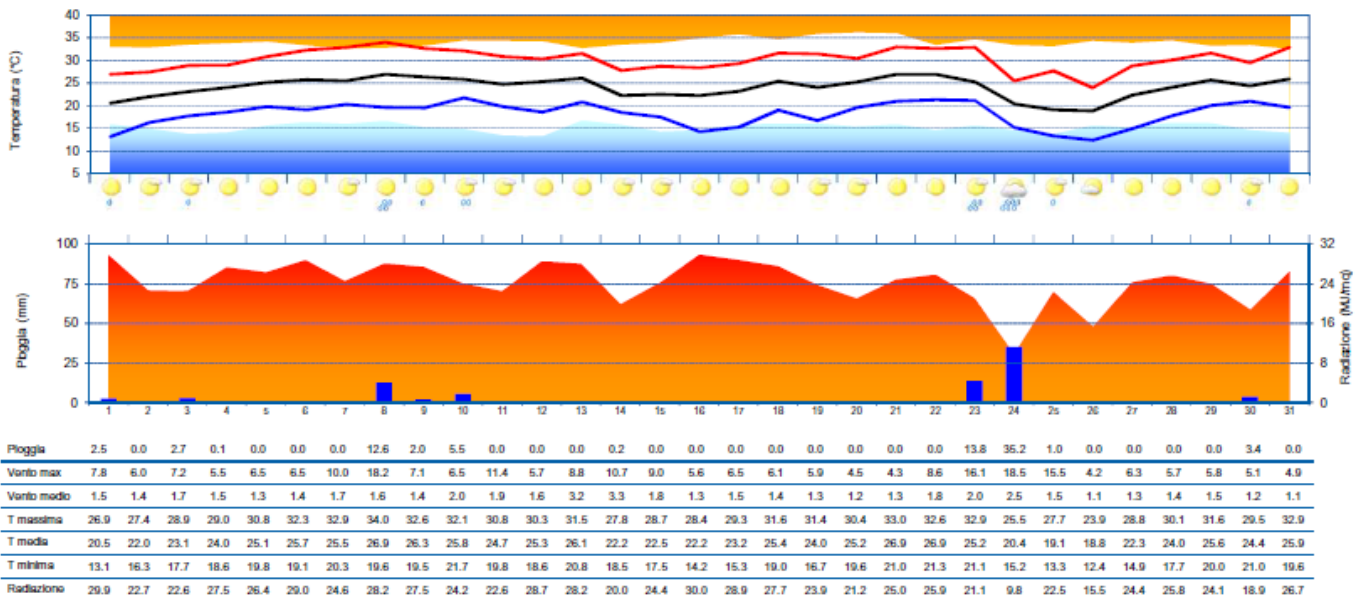 Temperatura (°C)
40
35
30
25
20
15
10
5
Pioggia (mm)
100
75
50
25
0
32
24
16
8
0
Radiazione (MJ/mq)
1 2 3 4 5 6 7 8 9 10 11 12 13 14 1s 16 17 18 19 20 21 22 23 24 2s 26 27 28 29 30 31
Pioggia 2.5 0.0 2.7 0.1 0.0 0.0 0.0 12.6 2.0 5.5 0.0 0.0 0.0 0.2 0.0 0.0 0.0 0.0 0.0 0.0 0.0 0.0 13.8 35.2 1.0 0.0 0.0 0.0 0.0 3.4 0.0
Vento max 7.8 6.0 7.2 5.5 6.5 6.5 10.0 18.2 7.1 6.5 11.4 5.7 8.8 10.7 9.0 5.6 6.5 6.1 5.9 4.5 4.3 8.6 16.1 18.5 15.5 4.2 6.3 5.7 5.8 5.1 4.9
Vento medio 1.5 1.4 1.7 1.5 1.3 1.4 1.7 1.6 1.4 2.0 1.9 1.6 3.2 3.3 1.8 1.3 1.5 1.4 1.3 1.2 1.3 1.8 2.0 2.5 1.5 1.1 1.3 1.4 1.5 1.2 1.1
T massima 26.9 27.4 28.9 29.0 30.8 32.3 32.9 34.0 32.6 32.1 30.8 30.3 31.5 27.8 28.7 28.4 29.3 31.6 31.4 30.4 33.0 32.6 32.9 25.5 27.7 23.9 28.8 30.1 31.6 29.5 32.9
T media 20.5 22.0 23.1 24.0 25.1 25.7 25.5 26.9 26.3 25.8 24.7 25.3 26.1 22.2 22.5 22.2 23.2 25.4 24.0 25.2 26.9 26.9 25.2 20.4 19.1 18.8 22.3 24.0 25.6 24.4 25.9
T minima 13.1 16.3 17.7 18.6 19.8 19.1 20.3 19.6 19.5 21.7 19.8 18.6 20.8 18.5 17.5 14.2 15.3 19.0 16.7 19.6 21.0 21.3 21.1 15.2 13.3 12.4 14.9 17.7 20.0 21.0 19.6
Radiazione 29.9 22.7 22.6 27.5 26.4 29.0 24.6 28.2 27.5 24.2 22.6 28.7 28.2 20.0 24.4 30.0 28.9 27.7 23.9 21.2 25.0 25.9 21.1 9.8 22.5 15.5 24.4 25.8 24.1 18.9 26.7